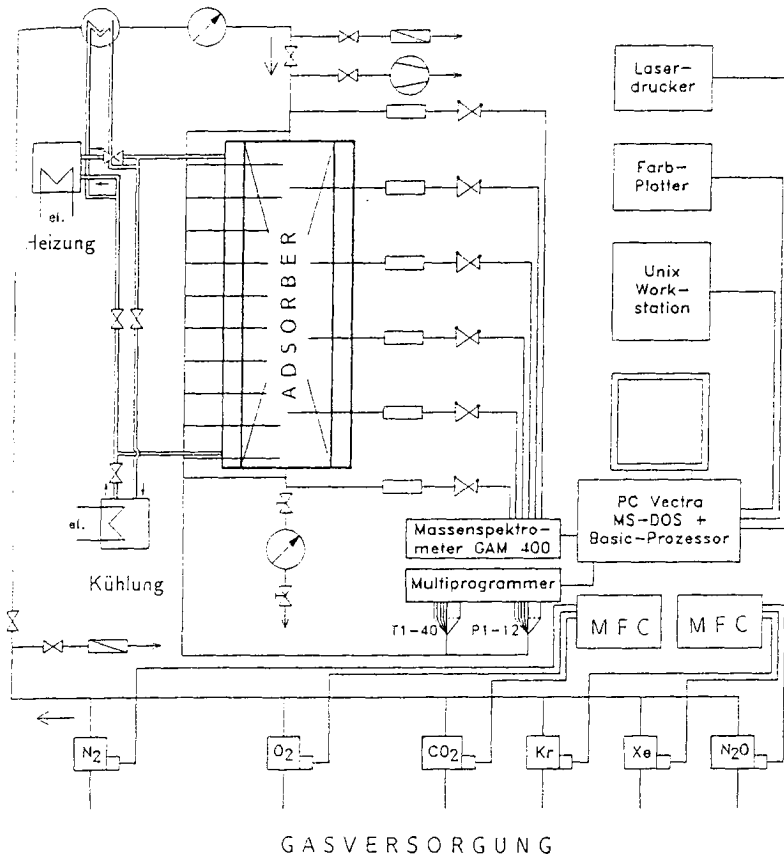 Laser-
drucker
Farb-
Plotter
Unix
Work-
station
el.
Heizung
ADSORBER
el.
Kühlung
Massenspektro-
meter GAM 400
PC Vectra
MS-DOS +
Basic-Prozessor
Multiprogrammer
T1-40
P1-12
MFC
MFC
N2
O2
CO2
Kr
Xe
N2O
GASVERSORGUNG